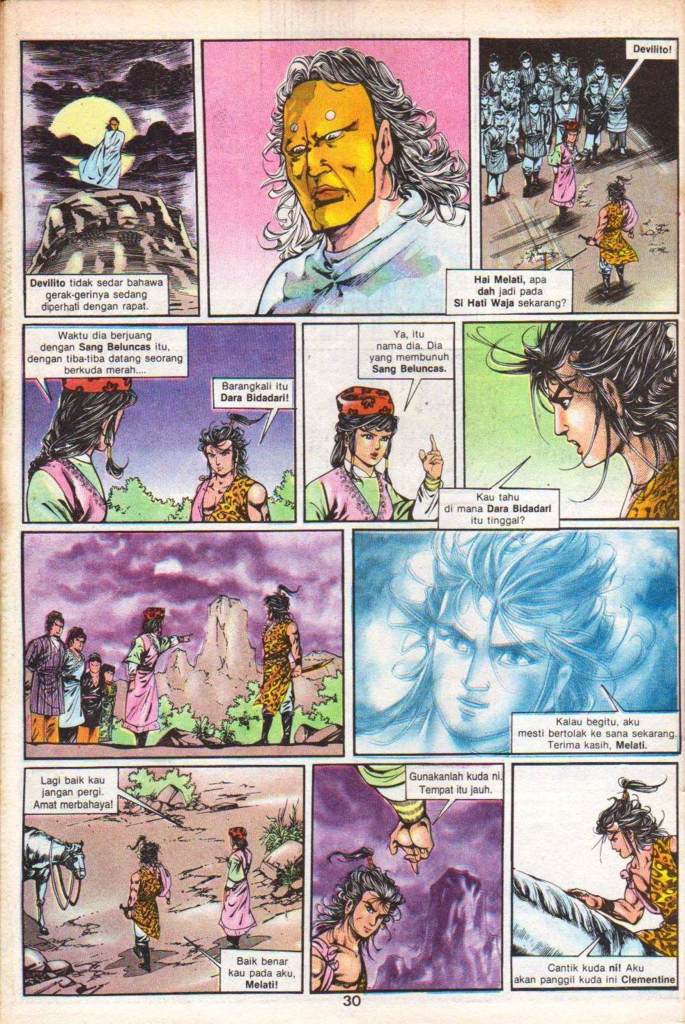 Devilito tidak sedar bahawa
gerak-gerinya sedang
diperhati dengan rapat.
Devilito!
Hai Melati, apa
dah jadi pada
Si Hati Waja sekarang?
Waktu dia berjuang
dengan Sang Beluncas itu,
dengan tiba-tiba datang seorang
berkuda merah....
Barangkali itu
Dara Bidadari!
Ya, itu
nama dia. Dia
yang membunuh
Sang Beluncas.
Kau tahu
di mana Dara Bidadari
itu tinggal?
Kalau begitu, aku
mesti bertolak ke sana sekarang.
Terima kasih, Melati.
Lagi baik kau
jangan pergi.
Amat merbahaya!
Baik benar
kau pada aku,
Melati!
Gunakanlah kuda ni.
Tempat itu jauh.
Cantik kuda ni! Aku
akan panggil kuda ini Clementine
30